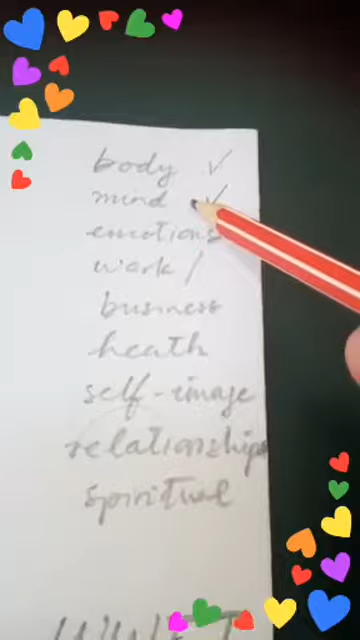 body ✓
mind ✓
emotions
work /
business
heath
self-image
relationships
spiritual